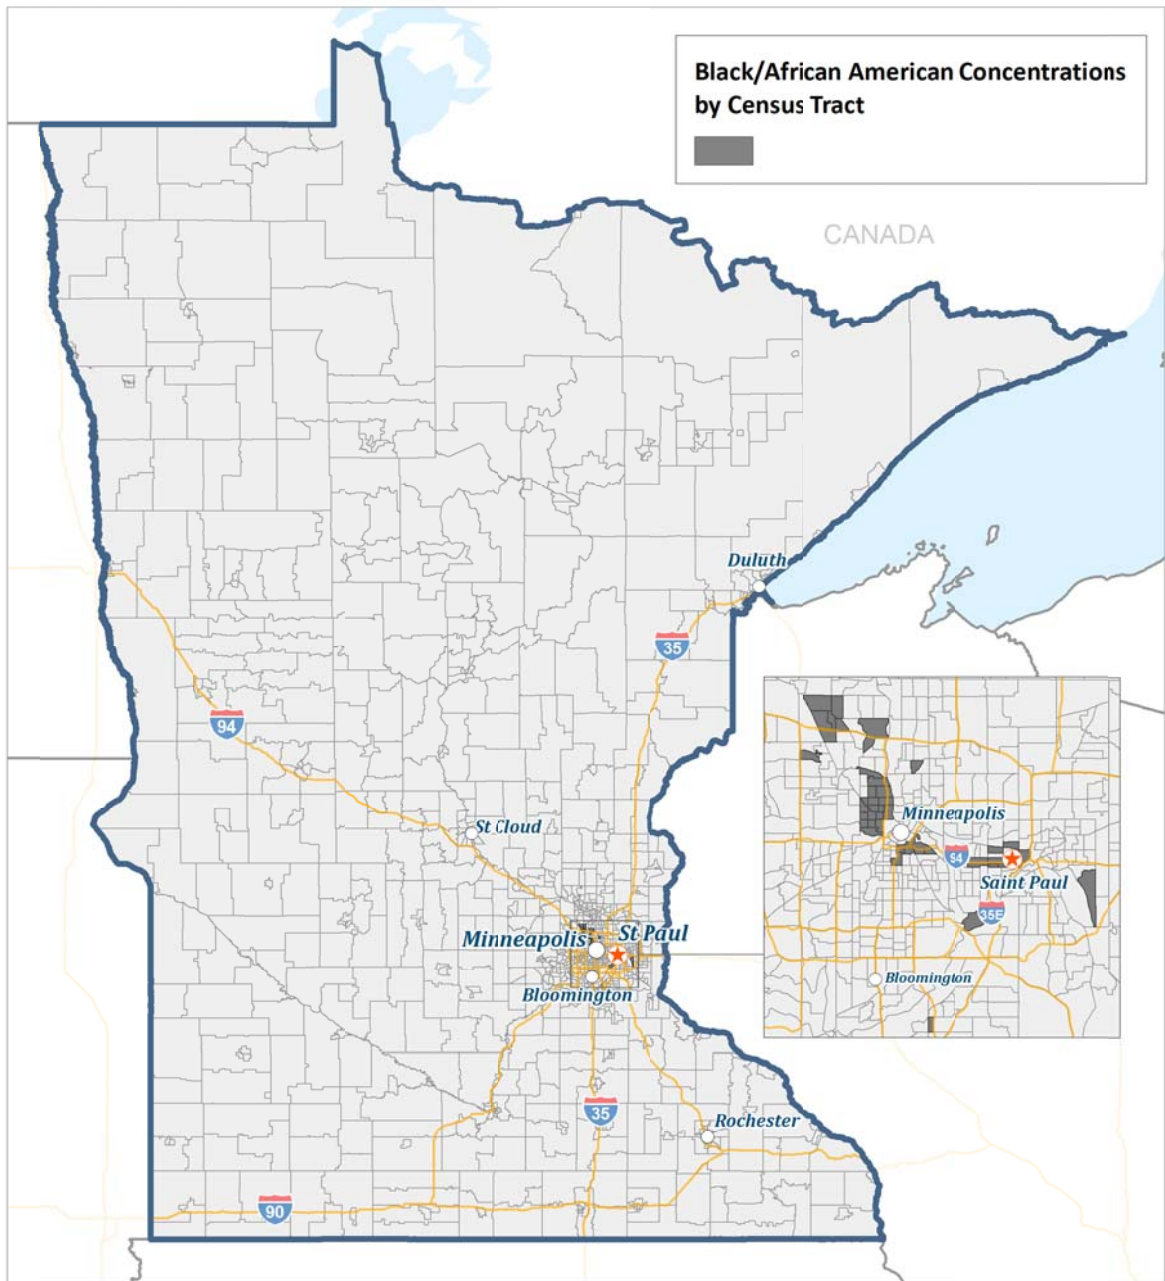 Black/African American Concentrations
by Census Tract
CANADA
Duluth
35
94
St Cloud
Minneapolis
94
Saint Paul
35E
Bloomington
Minneapolis
St Paul
Bloomington
35
Rochester
90